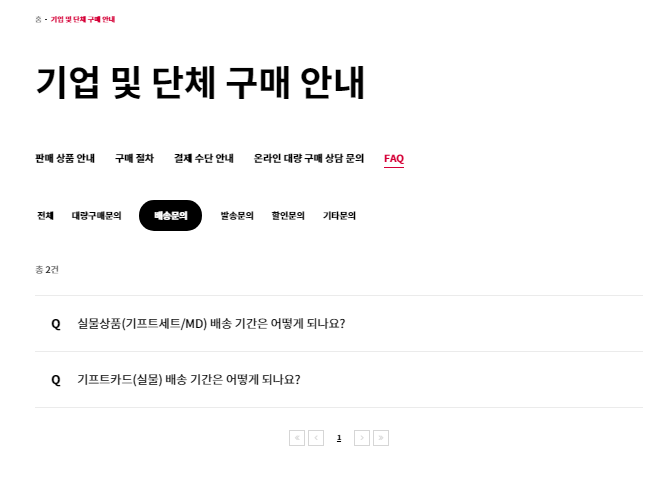 홈 • 기업 및 단체 구매 안내
기업 및 단체 구매 안내
판매 상품 안내 구매 절차 결제 수단 안내 온라인 대량 구매 상담 문의 FAQ
전체 대량구매문의 배송문의 발송문의 할인문의 기타문의
총 2건
Q 실물상품(기프트세트/MD) 배송 기간은 어떻게 되나요?
Q 기프트카드(실물) 배송 기간은 어떻게 되나요?
« ‹ 1 › »